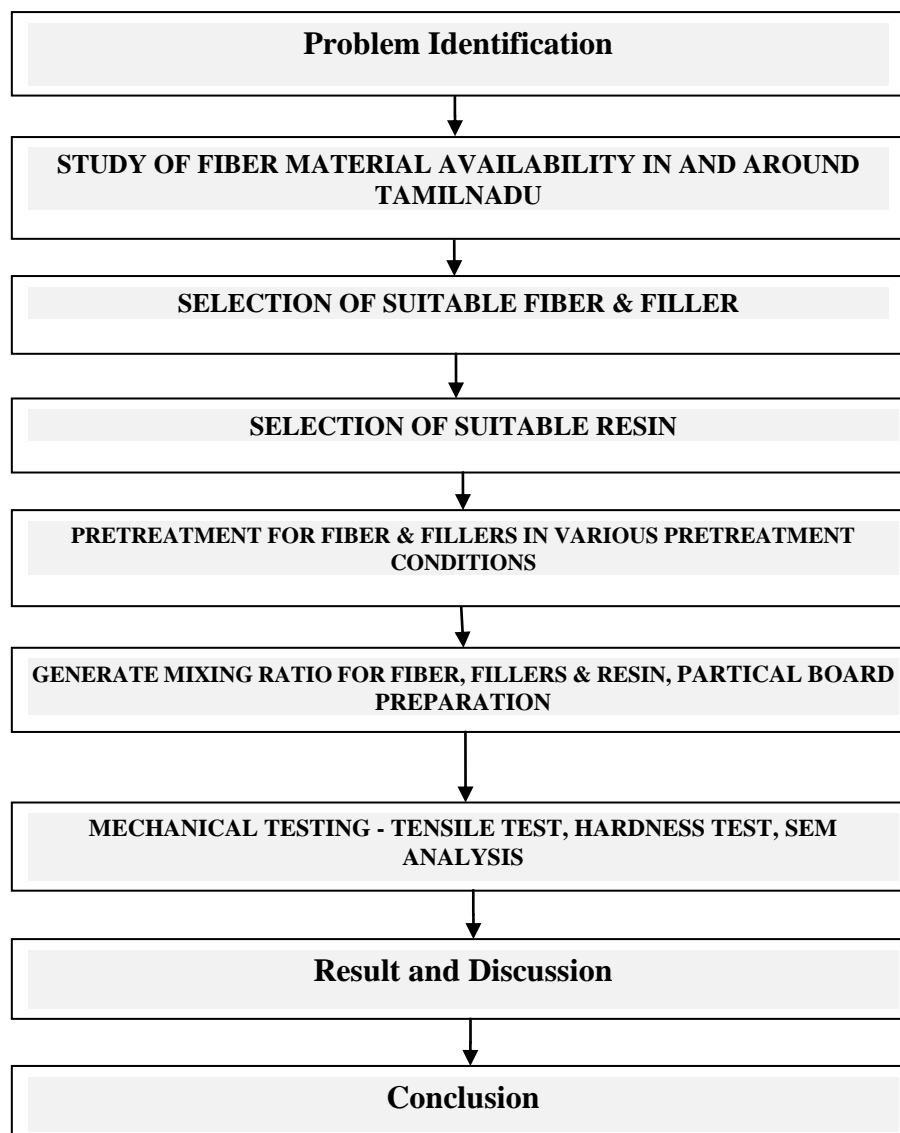 Problem Identification
STUDY OF FIBER MATERIAL AVAILABILITY IN AND AROUND
TAMILNADU
SELECTION OF SUITABLE FIBER & FILLER
SELECTION OF SUITABLE RESIN
PRETREATMENT FOR FIBER & FILLERS IN VARIOUS PRETREATMENT
CONDITIONS
GENERATE MIXING RATIO FOR FIBER, FILLERS & RESIN, PARTICAL BOARD
PREPARATION
MECHANICAL TESTING - TENSILE TEST, HARDNESS TEST, SEM
ANALYSIS
Result and Discussion
Conclusion